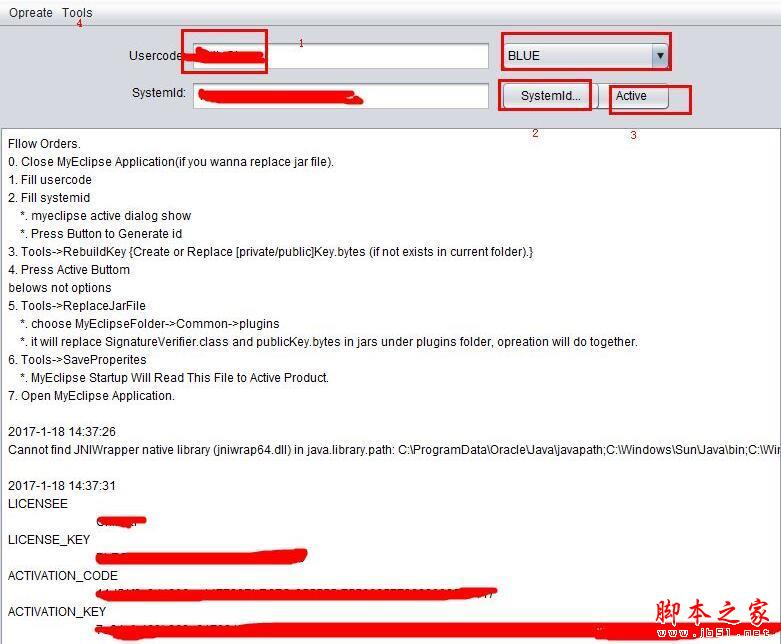 Opreate Tools
4
Usercode
1
BLUE
SystemId:
SystemId...
Active
2
3
Fllow Orders.
0. Close MyEclipse Application(if you wanna replace jar file).
1. Fill usercode
2. Fill systemid
*. myeclipse active dialog show
*. Press Button to Generate id
3. Tools->RebuildKey {Create or Replace [private/public]Key.bytes (if not exists in current folder).}
4. Press Active Buttom
belows not options
5. Tools->ReplaceJarFile
*. choose MyEclipseFolder->Common->plugins
*. it will replace SignatureVerifier.class and publicKey.bytes in jars under plugins folder, opreation will do together.
6. Tools->SaveProperites
*. MyEclipse Startup Will Read This File to Active Product.
7. Open MyEclipse Application.
2017-1-18 14:37:26
Cannot find JNIWrapper native library (jniwrap64.dll) in java.library.path: C:\ProgramData\Oracle\Java\javapath;C:\Windows\Sun\Java\bin;C:\Wir
2017-1-18 14:37:31
LICENSEE
LICENSE_KEY
ACTIVATION_CODE
ACTIVATION_KEY
脚本之家
www.jb51.net